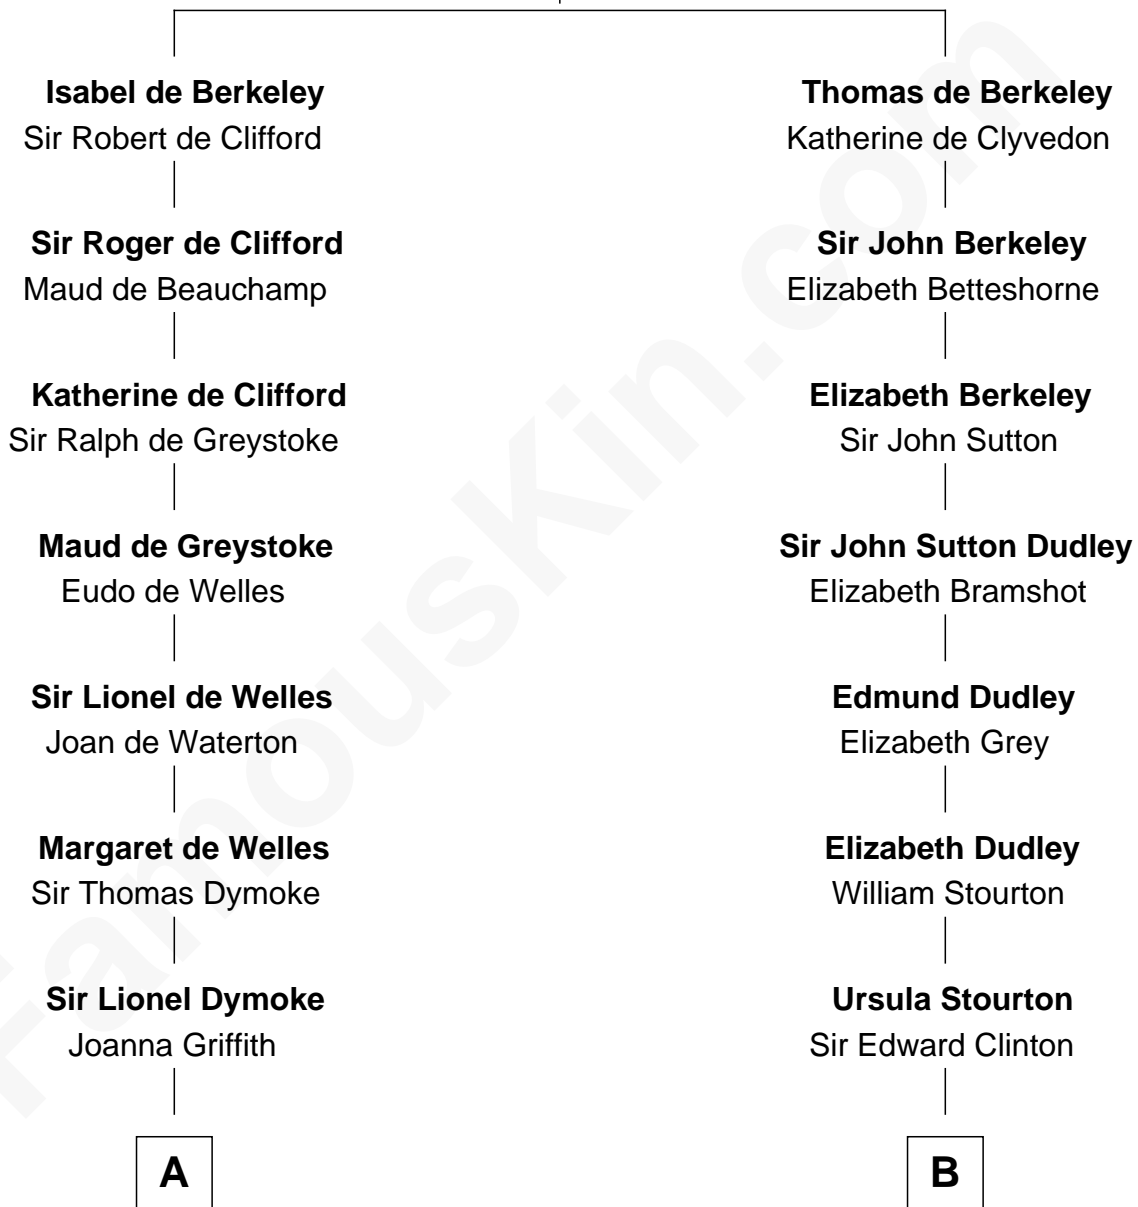 Isabel de Berkeley
Sir Robert de Clifford
Sir Roger de Clifford
Maud de Beauchamp
Katherine de Clifford
Sir Ralph de Greystoke
Maud de Greystoke
Eudo de Welles
Sir Lionel de Welles
Joan de Waterton
Margaret de Welles
Sir Thomas Dymoke
Sir Lionel Dymoke
Joanna Griffith
A
Thomas de Berkeley
Katherine de Clyvedon
Sir John Berkeley
Elizabeth Betteshorne
Elizabeth Berkeley
Sir John Sutton
Sir John Sutton Dudley
Elizabeth Bramshot
Edmund Dudley
Elizabeth Grey
Elizabeth Dudley
William Stourton
Ursula Stourton
Sir Edward Clinton
B
FamousKin.com